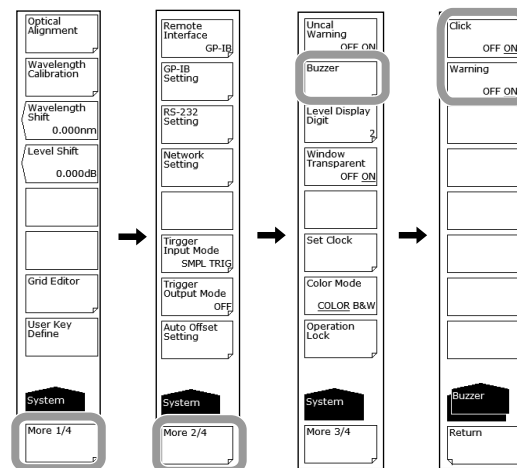 Optical
Alignment
Wavelength
Calibration
Wavelength
Shift
0.000nm
Level Shift
0.000dB
Grid Editor
User Key
Define
System
More 1/4
Remote
Interface
GP-IB
GP-IB
Setting
RS-232
Setting
Network
Setting
Tirgger
Input Mode
SMPL TRIG
Trigger
Output Mode
OFF
Auto Offset
Setting
System
More 2/4
Uncal
Warning
OFF ON
Buzzer
Level Display
Digit
2
Window
Transparent
OFF ON
Set Clock
Color Mode
COLOR B&W
Operation
Lock
System
More 3/4
Click
OFF ON
Warning
OFF ON
Buzzer
Return